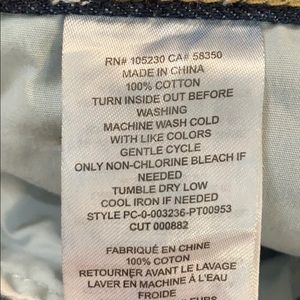 RN# 105230 CA# 58350
MADE IN CHINA
100% COTTON
TURN INSIDE OUT BEFORE
WASHING
MACHINE WASH COLD
WITH LIKE COLORS
GENTLE CYCLE
ONLY NON-CHLORINE BLEACH IF
NEEDED
TUMBLE DRY LOW
COOL IRON IF NEEDED
STYLE PC-0-003236-PT00953
CUT 000882
FABRIQUÉ EN CHINE
100% COTON
RETOURNER AVANT LE LAVAGE
LAVER EN MACHINE À L'EAU
FROIDE